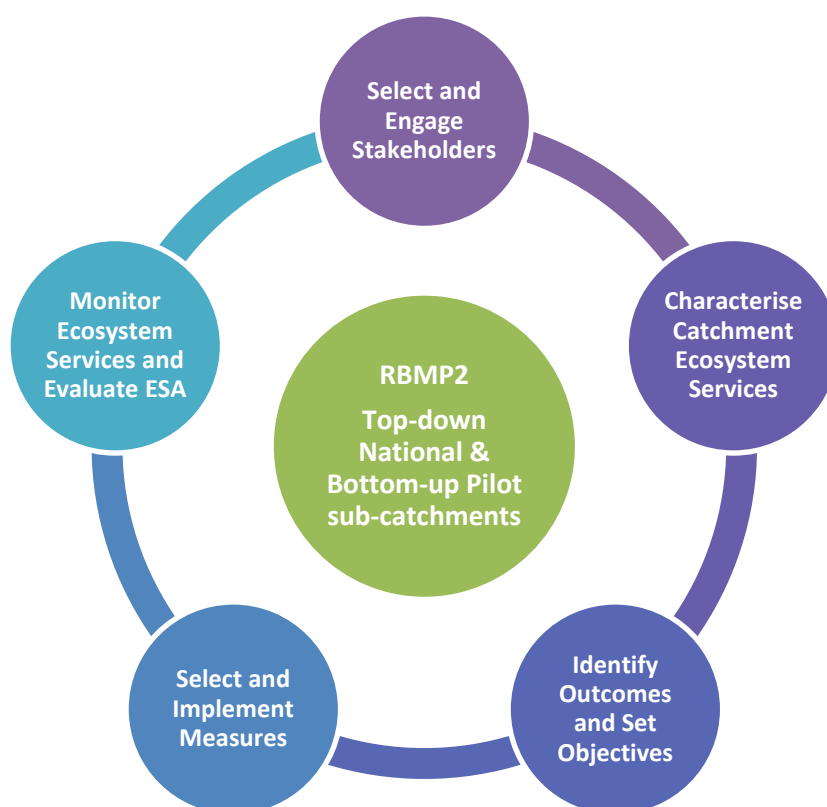 Select and
Engage
Stakeholders
Characterise
Catchment
Ecosystem
Services
Identify
Outcomes
and Set
Objectives
Select and
Implement
Measures
Monitor
Ecosystem
Services and
Evaluate ESA
RBMP2
Top-down
National &
Bottom-up Pilot
sub-catchments